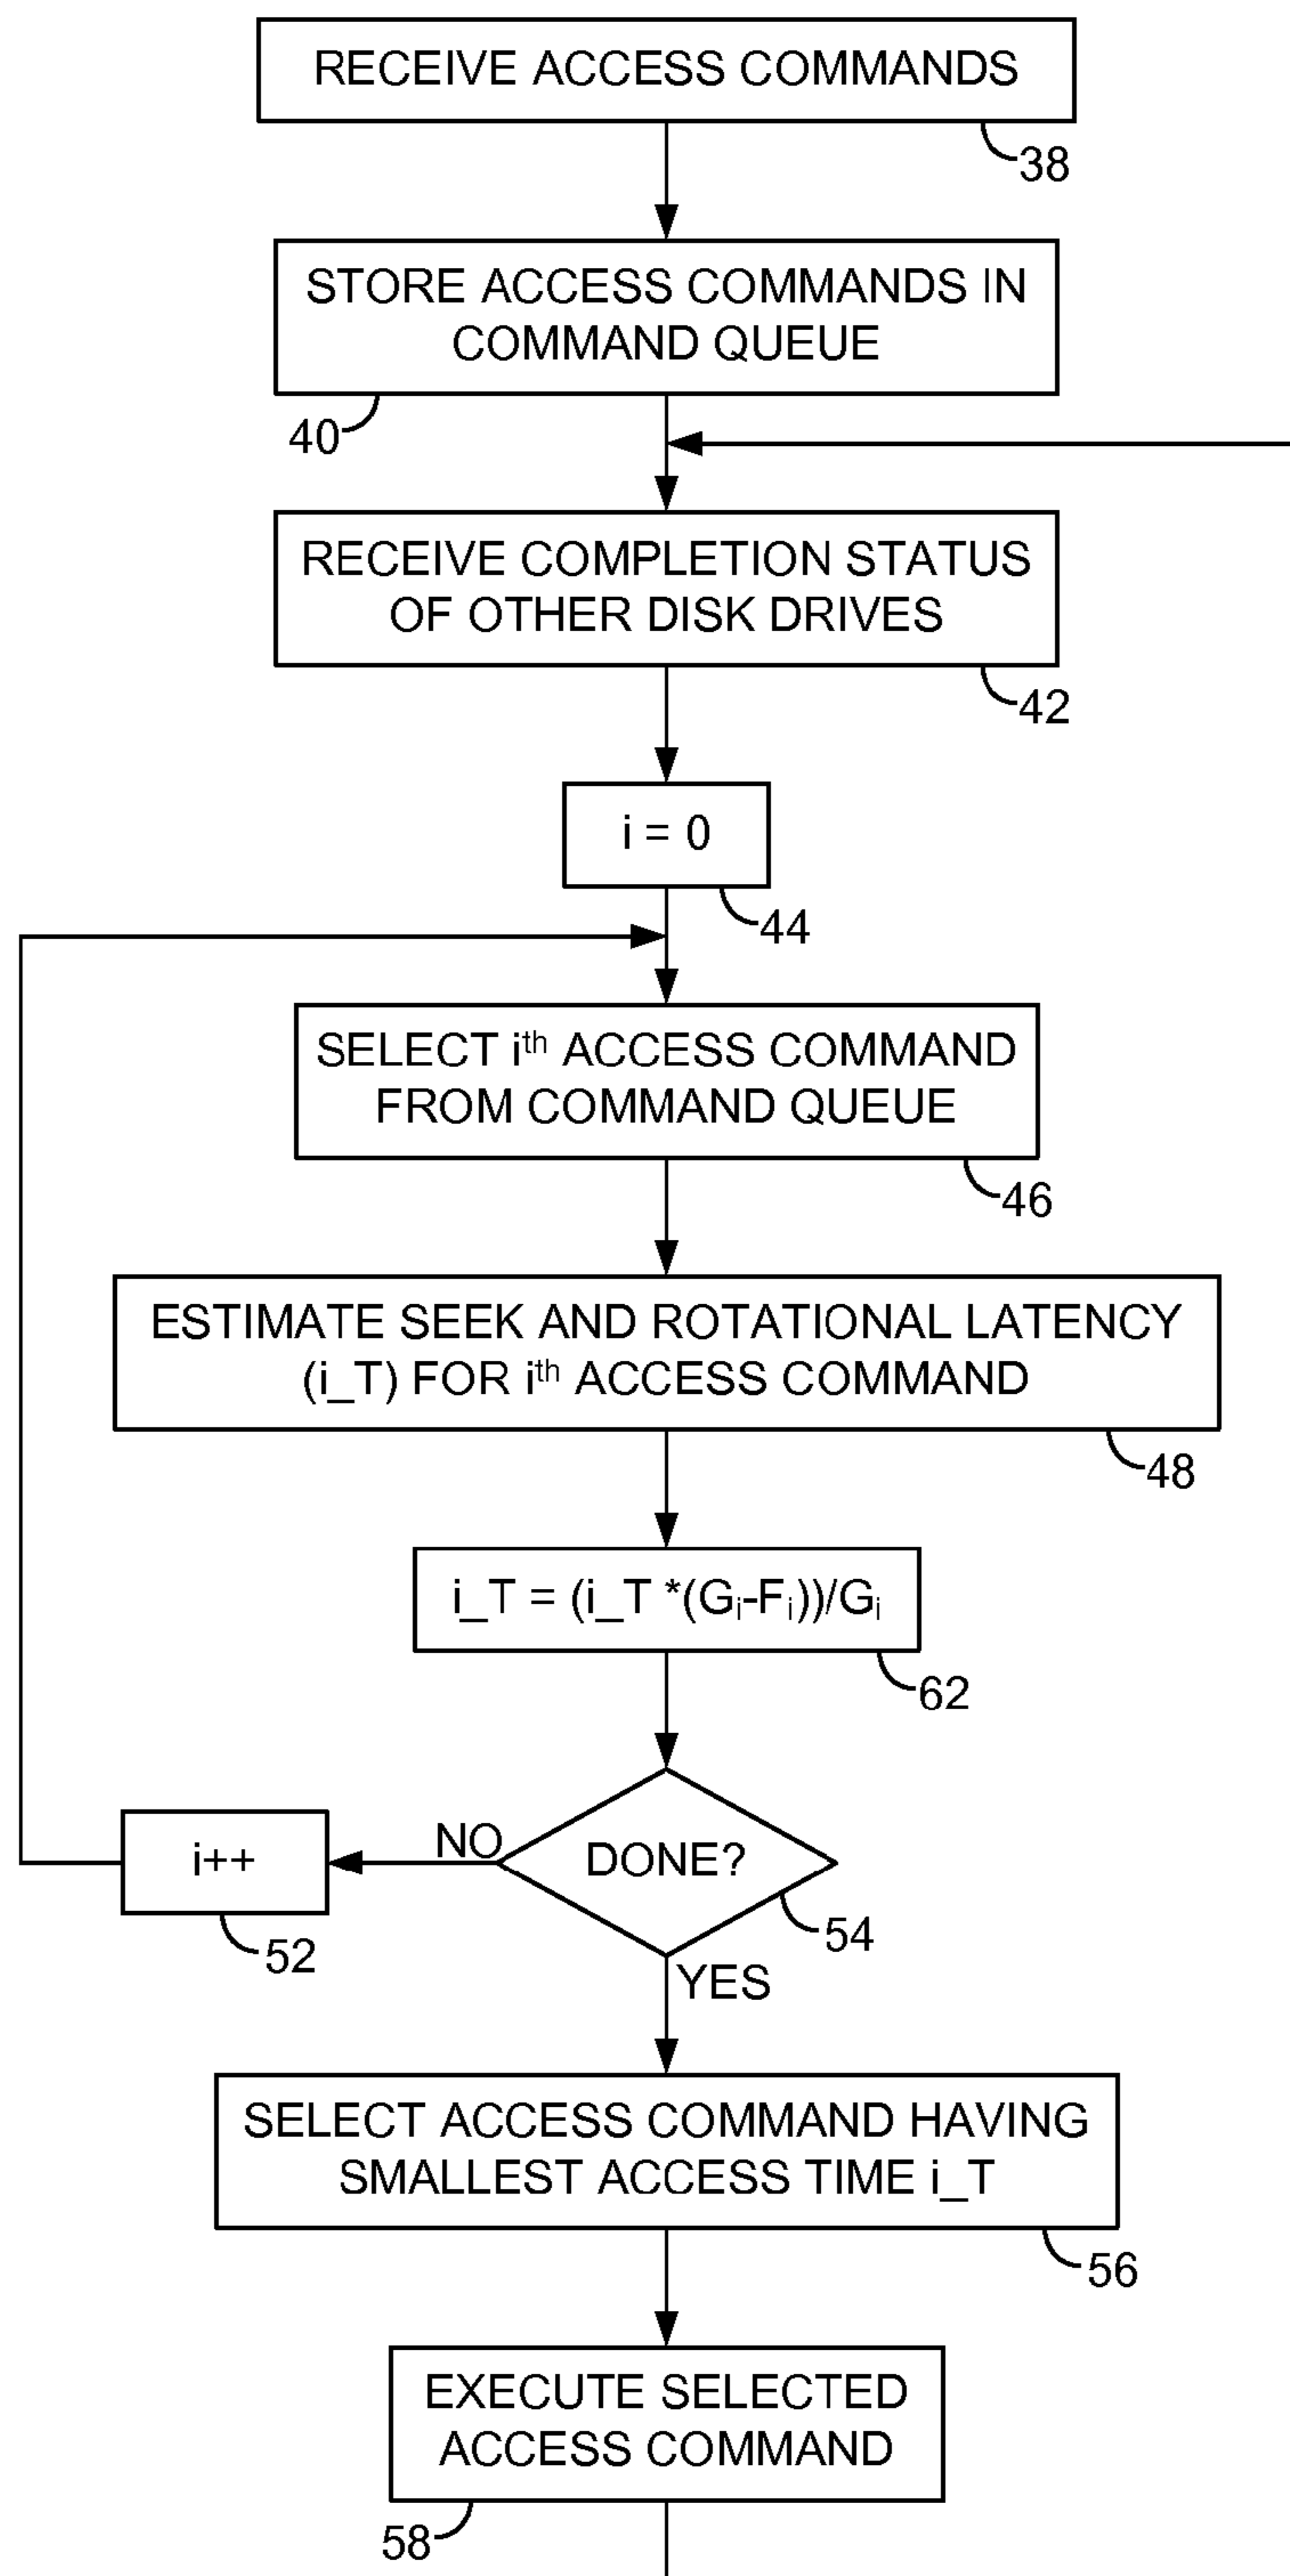 RECEIVE ACCESS COMMANDS
38
STORE ACCESS COMMANDS IN
COMMAND QUEUE
40
RECEIVE COMPLETION STATUS
OF OTHER DISK DRIVES
42
i = 0
44
SELECT iᵗʰ ACCESS COMMAND
FROM COMMAND QUEUE
46
ESTIMATE SEEK AND ROTATIONAL LATENCY
(i_T) FOR iᵗʰ ACCESS COMMAND
48
i_T = (i_T *(Gᵢ-Fᵢ))/Gᵢ
62
DONE?
54
NO
i++
52
YES
SELECT ACCESS COMMAND HAVING
SMALLEST ACCESS TIME i_T
56
EXECUTE SELECTED
ACCESS COMMAND
58